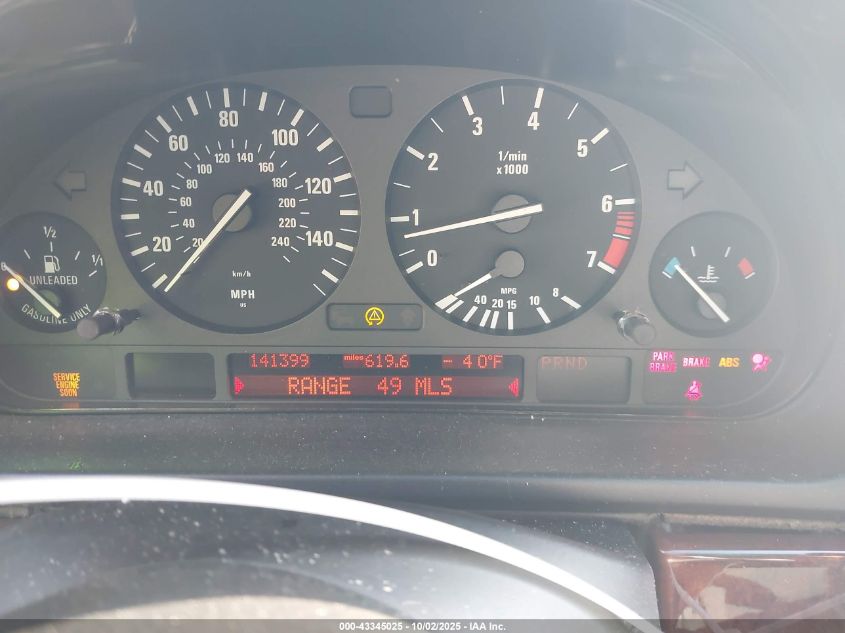 20 40 60 80 100 120 140
20 40 60 80 100 120 140 160 180 200 220 240
km/h
MPH
US
0 1 2 3 4 5 6 7
1/min
x1000
MPG
40 20 15 10 8
1/2
1/1
UNLEADED
GASOLINE ONLY
SERVICE
ENGINE
SOON
141399 miles 619.6 -40°F
RANGE 49 MLS
PRND
PARK
BRAKE
BRAKE
ABS
000-43345025 - 10/02/2025 - IAA Inc.